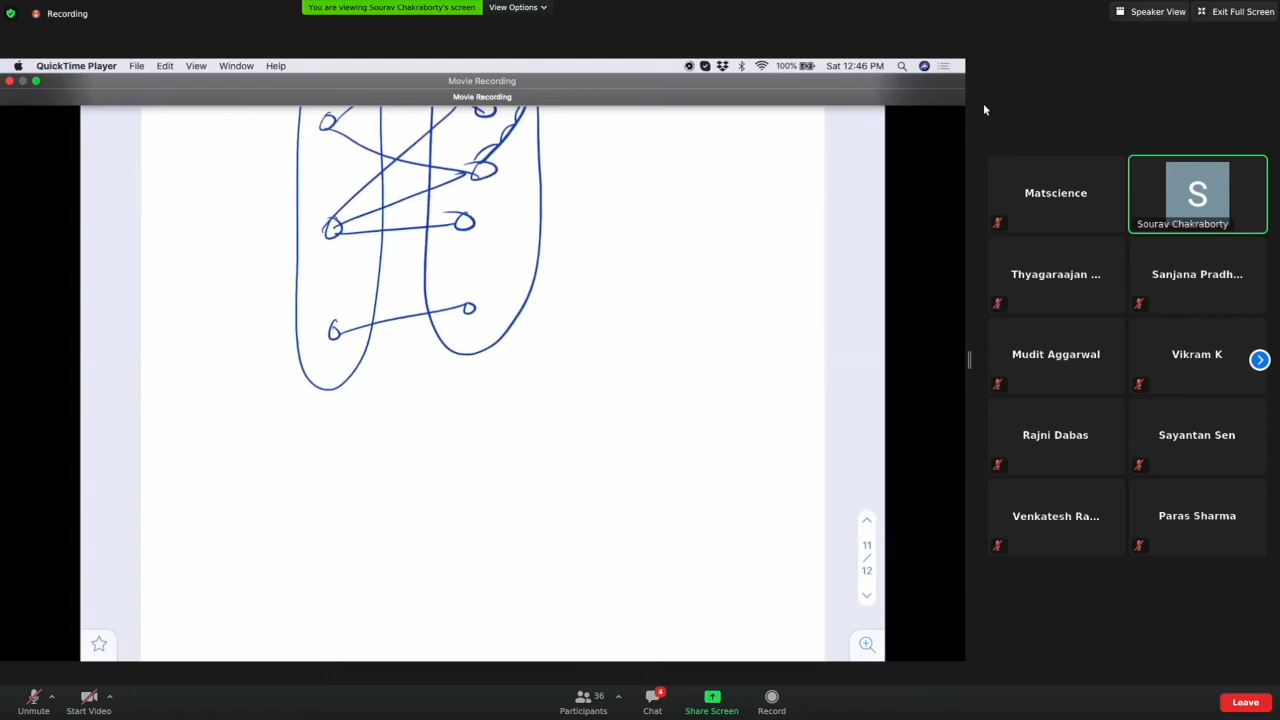 Recording
You are viewing Sourav Chakraborty's screen
View Options
Speaker View
Exit Full Screen
QuickTime Player File Edit View Window Help
100% Sat 12:46 PM
Movie Recording
Movie Recording
Matscience
S
Sourav Chakraborty
Thyagaraajan ...
Sanjana Pradh...
Mudit Aggarwal
Vikram K
Rajni Dabas
Sayantan Sen
Venkatesh Ra...
Paras Sharma
11
/
12
Unmute
Start Video
36
Participants
4
Chat
Share Screen
Record
Leave